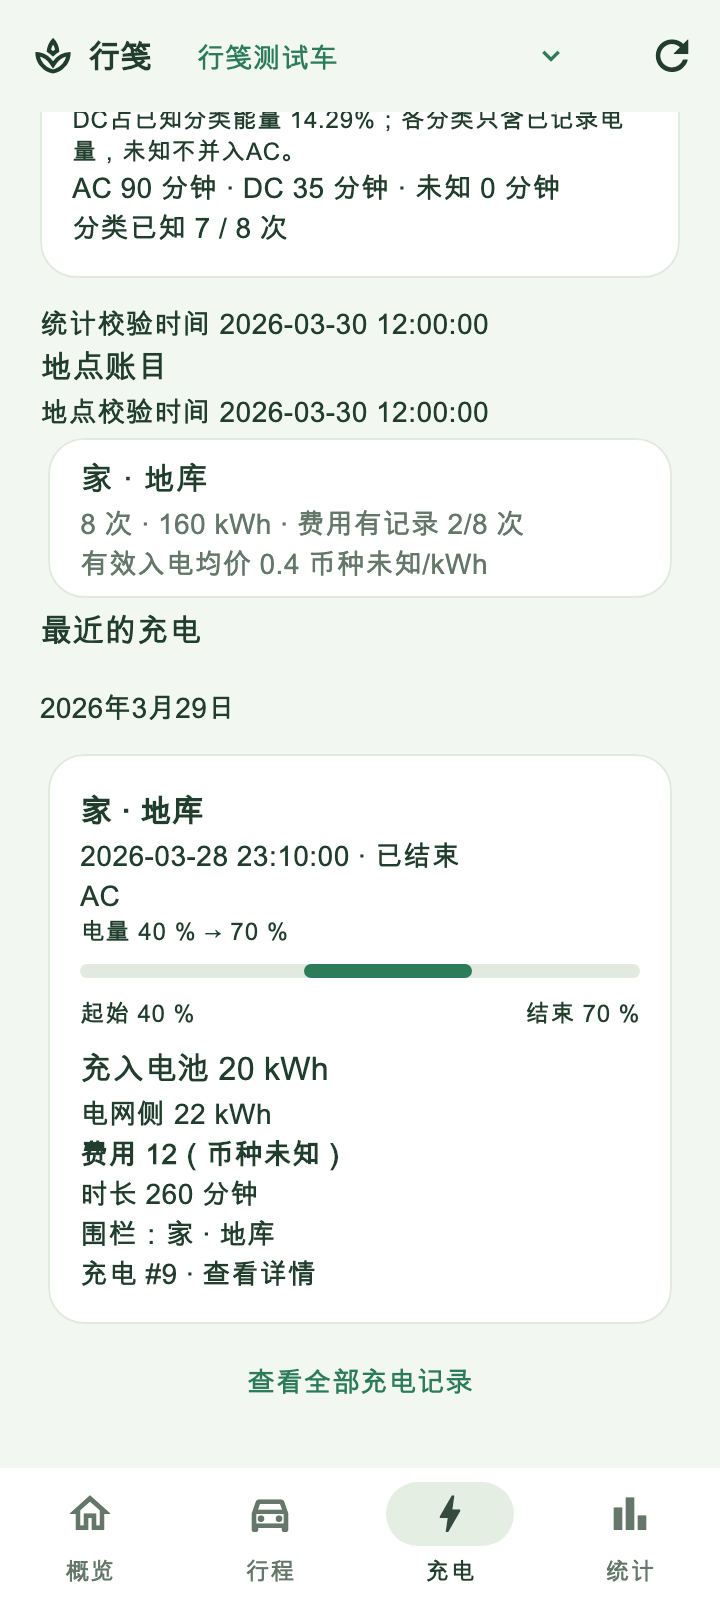 行笺
行笺测试车
DC占已知分类能量 14.29%；各分类只含已记录电
量，未知不并入AC。
AC 90 分钟 · DC 35 分钟 · 未知 0 分钟
分类已知 7 / 8 次
统计校验时间 2026-03-30 12:00:00
地点账目
地点校验时间 2026-03-30 12:00:00
家 · 地库
8 次 · 160 kWh · 费用有记录 2/8 次
有效入电均价 0.4 币种未知/kWh
最近的充电
2026年3月29日
家 · 地库
2026-03-28 23:10:00 · 已结束
AC
电量 40 % → 70 %
起始 40 %
结束 70 %
充入电池 20 kWh
电网侧 22 kWh
费用 12（币种未知）
时长 260 分钟
围栏：家 · 地库
充电 #9 · 查看详情
查看全部充电记录
概览
行程
充电
统计